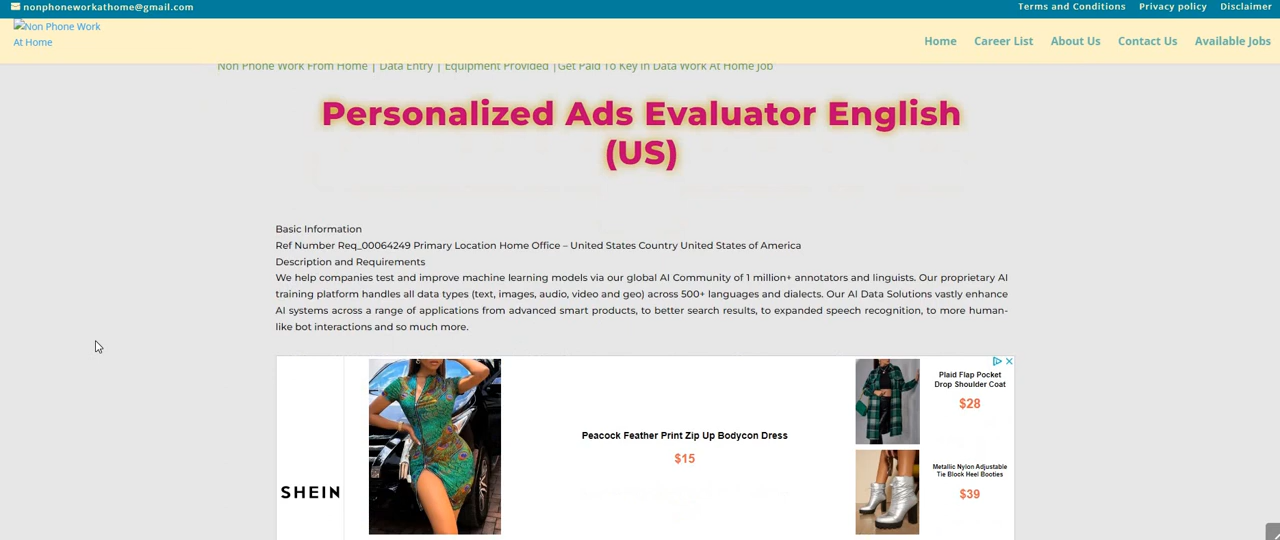 nonphoneworkathome@gmail.com
Terms and Conditions Privacy policy Disclaimer
Non Phone Work At Home
Home Career List About Us Contact Us Available Jobs
Non Phone Work From Home | Data Entry | Equipment Provided |Get Paid To Key In Data Work At Home Job
Personalized Ads Evaluator English
(US)
Basic Information
Ref Number Req_00064249 Primary Location Home Office – United States Country United States of America
Description and Requirements
We help companies test and improve machine learning models via our global AI Community of 1 million+ annotators and linguists. Our proprietary AI
training platform handles all data types (text, images, audio, video and geo) across 500+ languages and dialects. Our AI Data Solutions vastly enhance
AI systems across a range of applications from advanced smart products, to better search results, to expanded speech recognition, to more human-
like bot interactions and so much more.
SHEIN
Peacock Feather Print Zip Up Bodycon Dress
$15
Plaid Flap Pocket
Drop Shoulder Coat
$28
Metallic Nylon Adjustable
Tie Block Heel Booties
$39